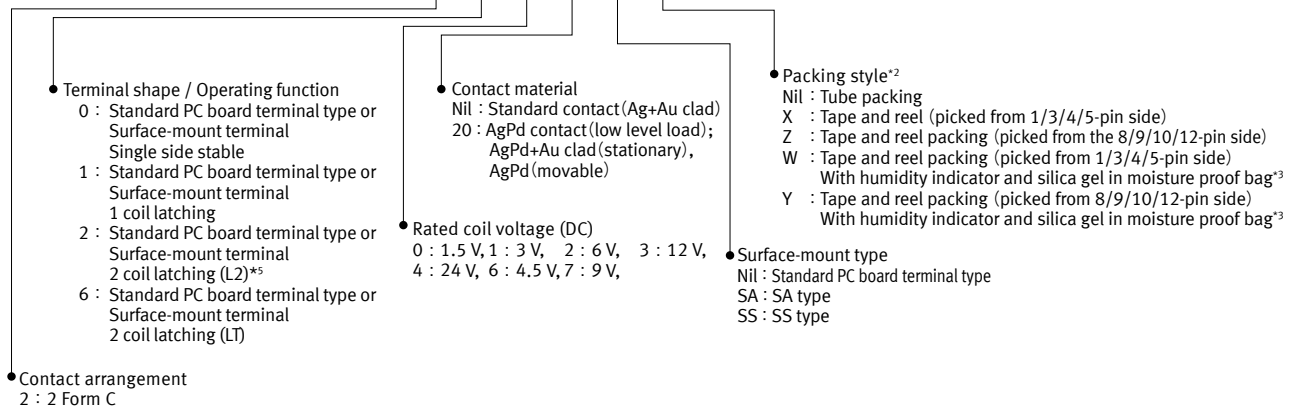 Terminal shape / Operating function
0 : Standard PC board terminal type or
Surface-mount terminal
Single side stable
1 : Standard PC board terminal type or
Surface-mount terminal
1 coil latching
2 : Standard PC board terminal type or
Surface-mount terminal
2 coil latching (L2)*5
6 : Standard PC board terminal type or
Surface-mount terminal
2 coil latching (LT)
Contact arrangement
2 : 2 Form C
Contact material
Nil : Standard contact (Ag+Au clad)
20 : AgPd contact (low level load);
AgPd+Au clad (stationary),
AgPd (movable)
Rated coil voltage (DC)
0 : 1.5 V, 1 : 3 V, 2 : 6 V, 3 : 12 V,
4 : 24 V, 6 : 4.5 V, 7 : 9 V,
Packing style*2
Nil : Tube packing
X : Tape and reel (picked from 1/3/4/5-pin side)
Z : Tape and reel packing (picked from the 8/9/10/12-pin side)
W : Tape and reel packing (picked from 1/3/4/5-pin side)
With humidity indicator and silica gel in moisture proof bag*3
Y : Tape and reel packing (picked from 8/9/10/12-pin side)
With humidity indicator and silica gel in moisture proof bag*3
Surface-mount type
Nil : Standard PC board terminal type
SA : SA type
SS : SS type